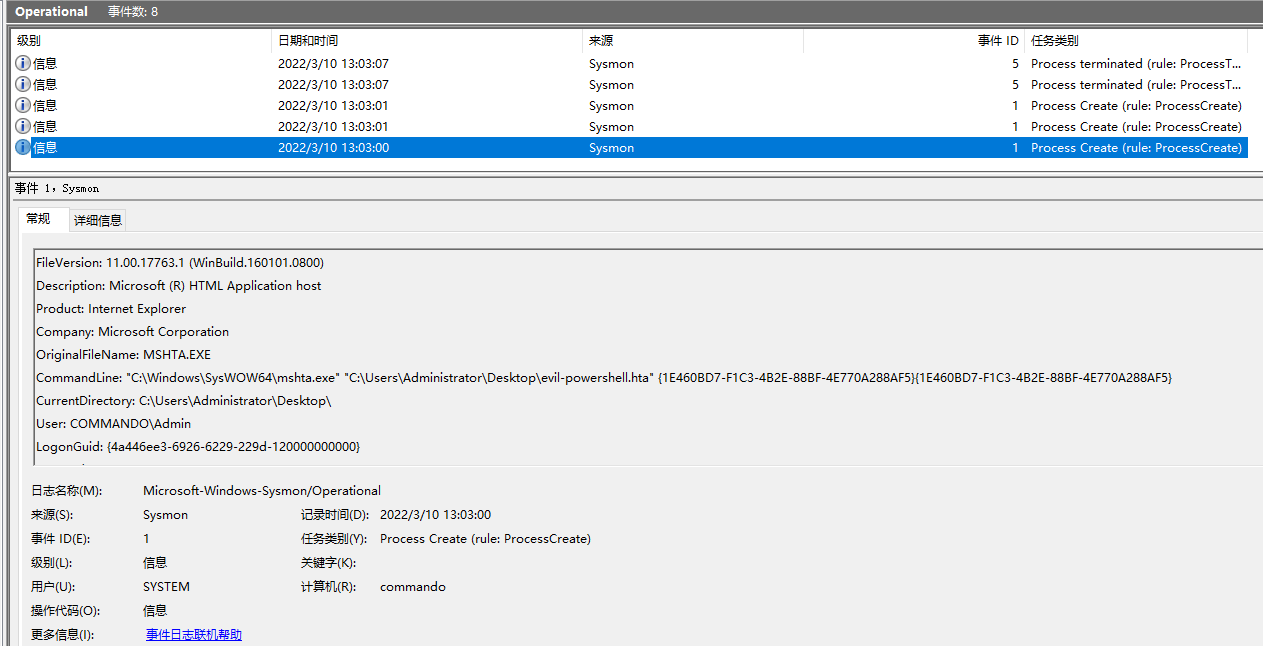 Operational 事件数: 8
级别 日期和时间 来源 事件 ID 任务类别
信息 2022/3/10 13:03:07 Sysmon 5 Process terminated (rule: ProcessT...
信息 2022/3/10 13:03:07 Sysmon 5 Process terminated (rule: ProcessT...
信息 2022/3/10 13:03:01 Sysmon 1 Process Create (rule: ProcessCreate)
信息 2022/3/10 13:03:01 Sysmon 1 Process Create (rule: ProcessCreate)
信息 2022/3/10 13:03:00 Sysmon 1 Process Create (rule: ProcessCreate)
事件 1，Sysmon
常规 详细信息
FileVersion: 11.00.17763.1 (WinBuild.160101.0800)
Description: Microsoft (R) HTML Application host
Product: Internet Explorer
Company: Microsoft Corporation
OriginalFileName: MSHTA.EXE
CommandLine: "C:\Windows\SysWOW64\mshta.exe" "C:\Users\Administrator\Desktop\evil-powershell.hta" {1E460BD7-F1C3-4B2E-88BF-4E770A288AF5}{1E460BD7-F1C3-4B2E-88BF-4E770A288AF5}
CurrentDirectory: C:\Users\Administrator\Desktop\
User: COMMANDO\Admin
LogonGuid: {4a446ee3-6926-6229-229d-120000000000}
日志名称(M): Microsoft-Windows-Sysmon/Operational
来源(S): Sysmon 记录时间(D): 2022/3/10 13:03:00
事件 ID(E): 1 任务类别(Y): Process Create (rule: ProcessCreate)
级别(L): 信息 关键字(K):
用户(U): SYSTEM 计算机(R): commando
操作代码(O): 信息
更多信息(I): 事件日志联机帮助